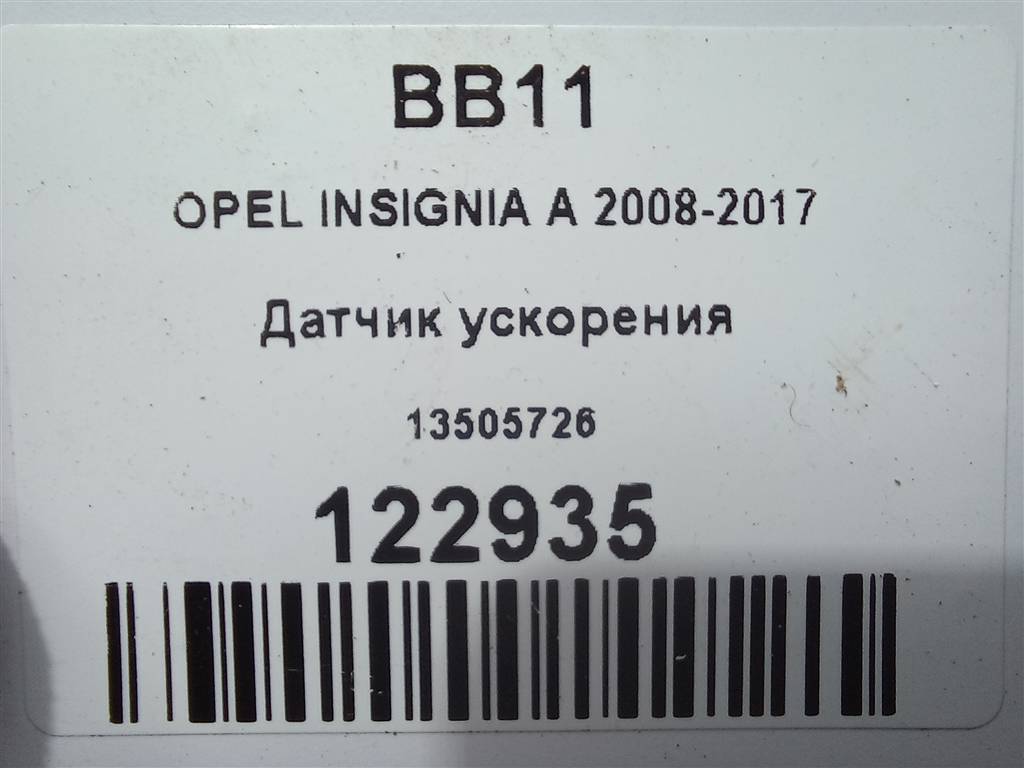 BB11
OPEL INSIGNIA A 2008-2017
Датчик ускорения
13505726
122935